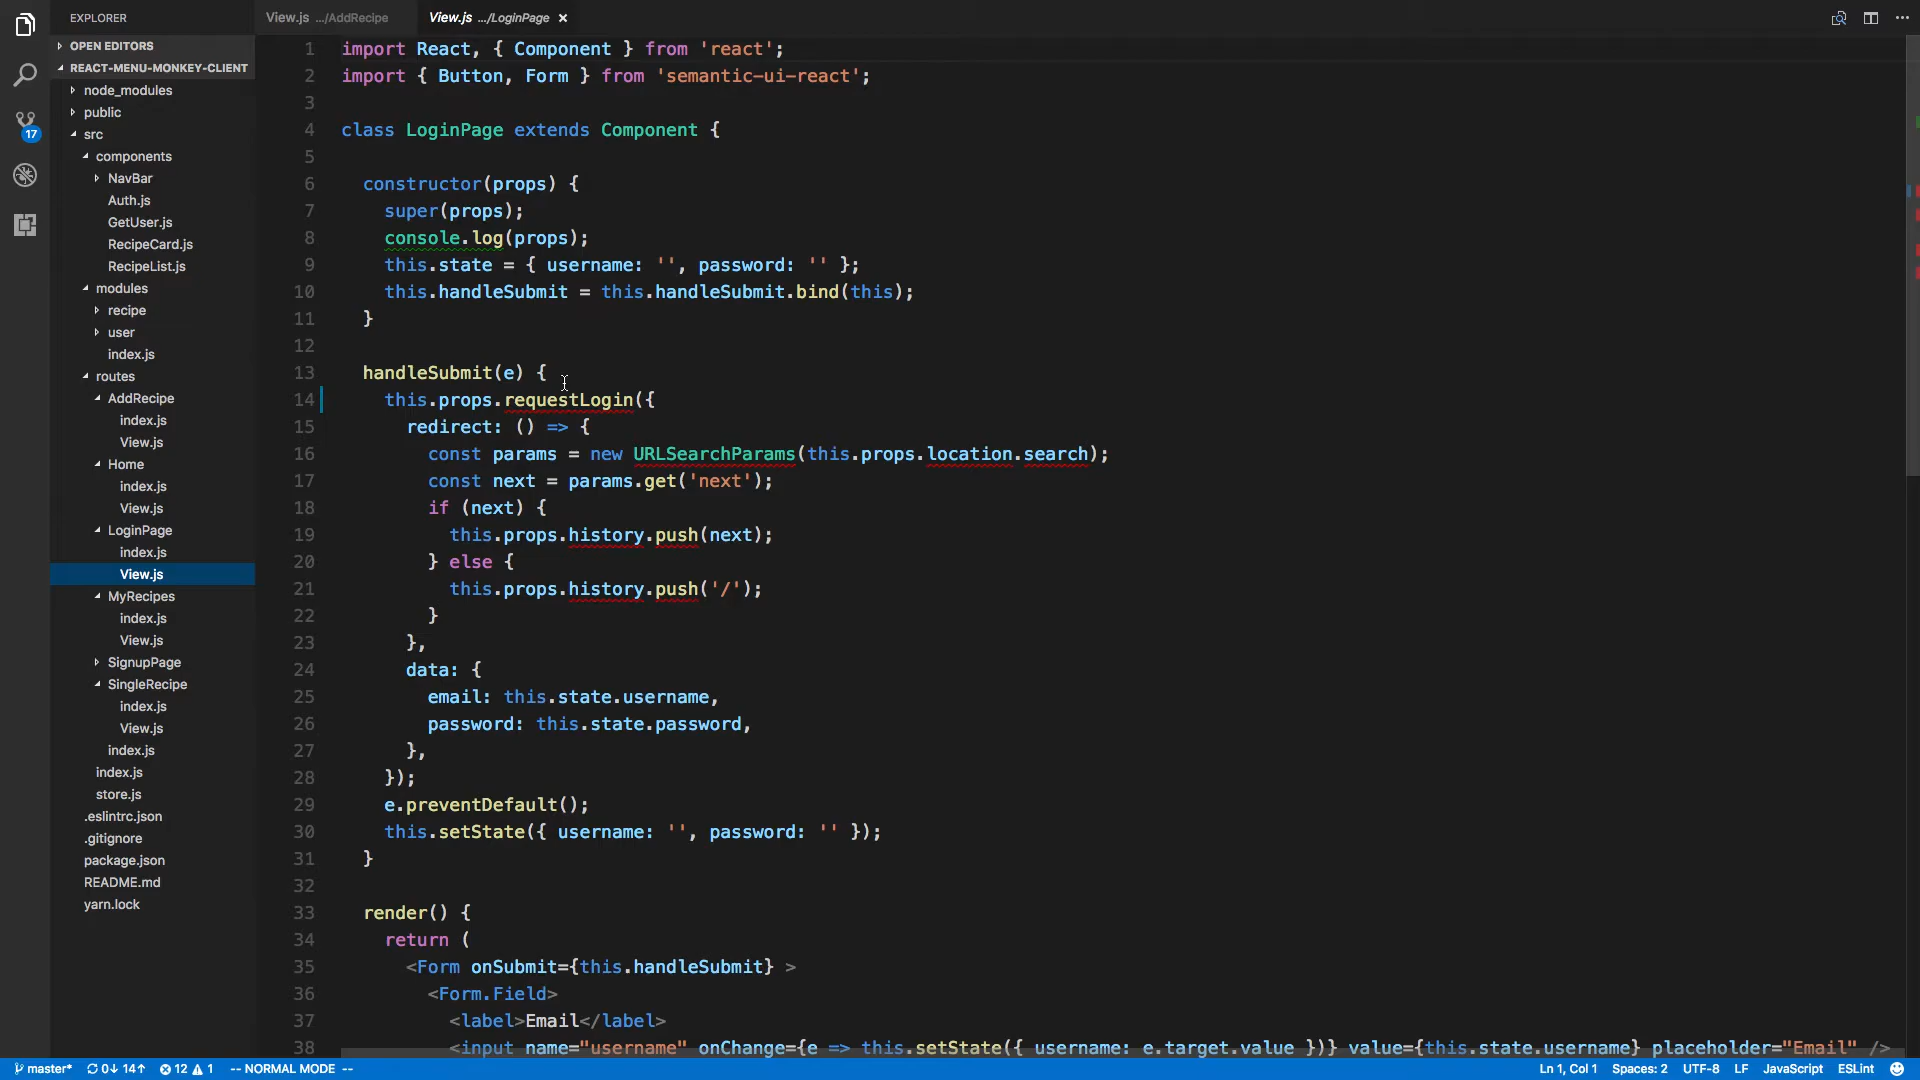 EXPLORER
OPEN EDITORS
REACT-MENU-MONKEY-CLIENT
node_modules
public
src
components
NavBar
Auth.js
GetUser.js
RecipeCard.js
RecipeList.js
modules
recipe
user
index.js
routes
AddRecipe
index.js
View.js
Home
index.js
View.js
LoginPage
index.js
View.js
MyRecipes
index.js
View.js
SignupPage
SingleRecipe
index.js
View.js
index.js
index.js
store.js
.eslintrc.json
.gitignore
package.json
README.md
yarn.lock
17
View.js .../AddRecipe
View.js .../LoginPage
1 import React, { Component } from 'react';
2 import { Button, Form } from 'semantic-ui-react';
3
4 class LoginPage extends Component {
5
6 constructor(props) {
7 super(props);
8 console.log(props);
9 this.state = { username: '', password: '' };
10 this.handleSubmit = this.handleSubmit.bind(this);
11 }
12
13 handleSubmit(e) {
14 this.props.requestLogin({
15 redirect: () => {
16 const params = new URLSearchParams(this.props.location.search);
17 const next = params.get('next');
18 if (next) {
19 this.props.history.push(next);
20 } else {
21 this.props.history.push('/');
22 }
23 },
24 data: {
25 email: this.state.username,
26 password: this.state.password,
27 },
28 });
29 e.preventDefault();
30 this.setState({ username: '', password: '' });
31 }
32
33 render() {
34 return (
35 <Form onSubmit={this.handleSubmit} >
36 <Form.Field>
37 <label>Email</label>
38 <input name="username" onChange={e => this.setState({ username: e.target.value })} value={this.state.username} placeholder="Email" />
master* 0↓ 14↑ 12 1 -- NORMAL MODE -- Ln 1, Col 1 Spaces: 2 UTF-8 LF JavaScript ESLint